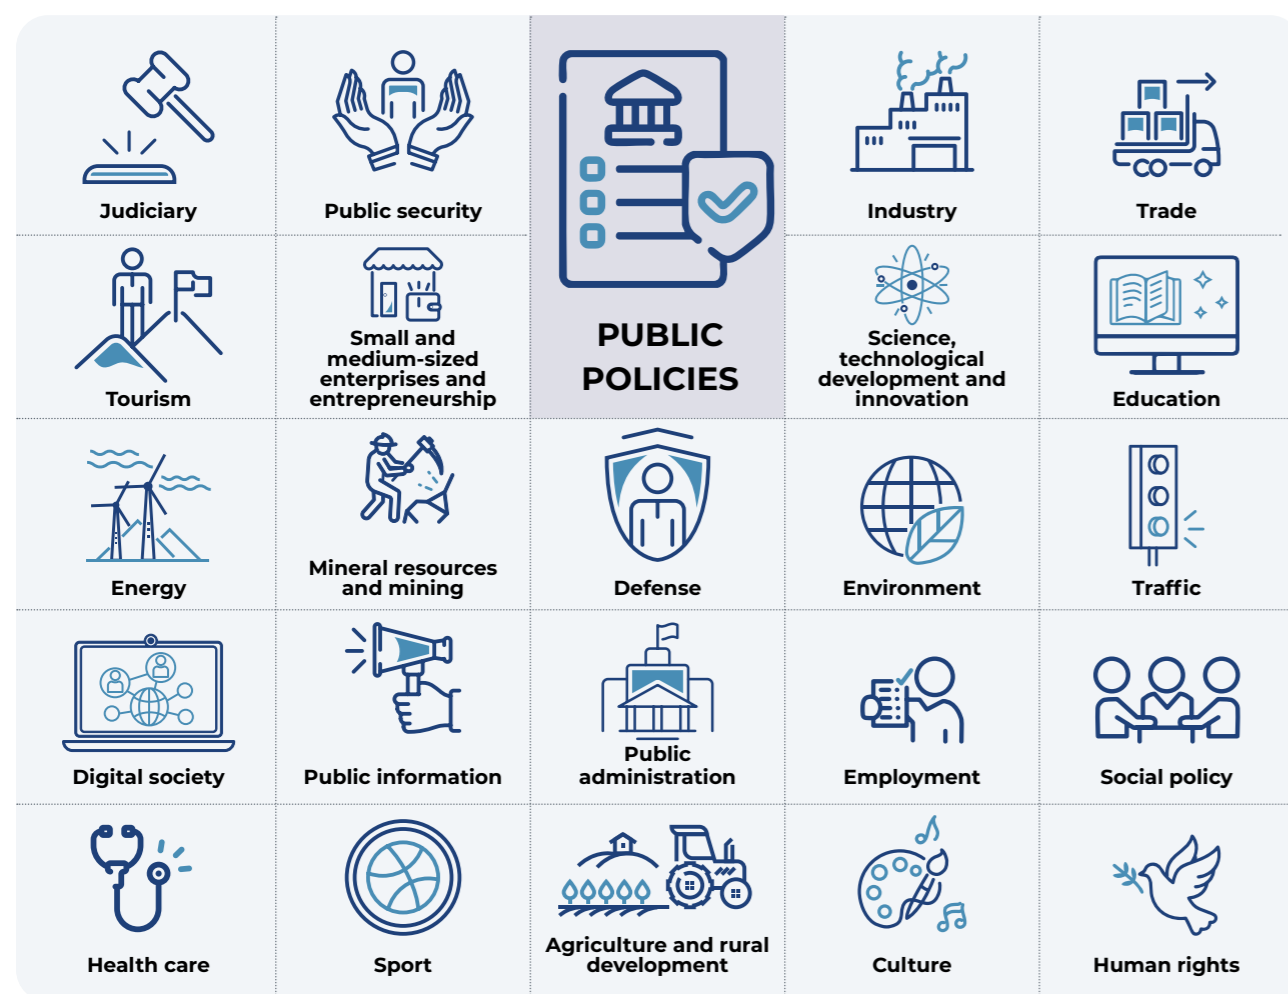 Judiciary
Public security
Industry
Trade
PUBLIC
POLICIES
Tourism
Small and
medium-sized
enterprises and
entrepreneurship
Science,
technological
development and
innovation
Education
Energy
Mineral resources
and mining
Defense
Environment
Traffic
Digital society
Public information
Public
administration
Employment
Social policy
Health care
Sport
Agriculture and rural
development
Culture
Human rights